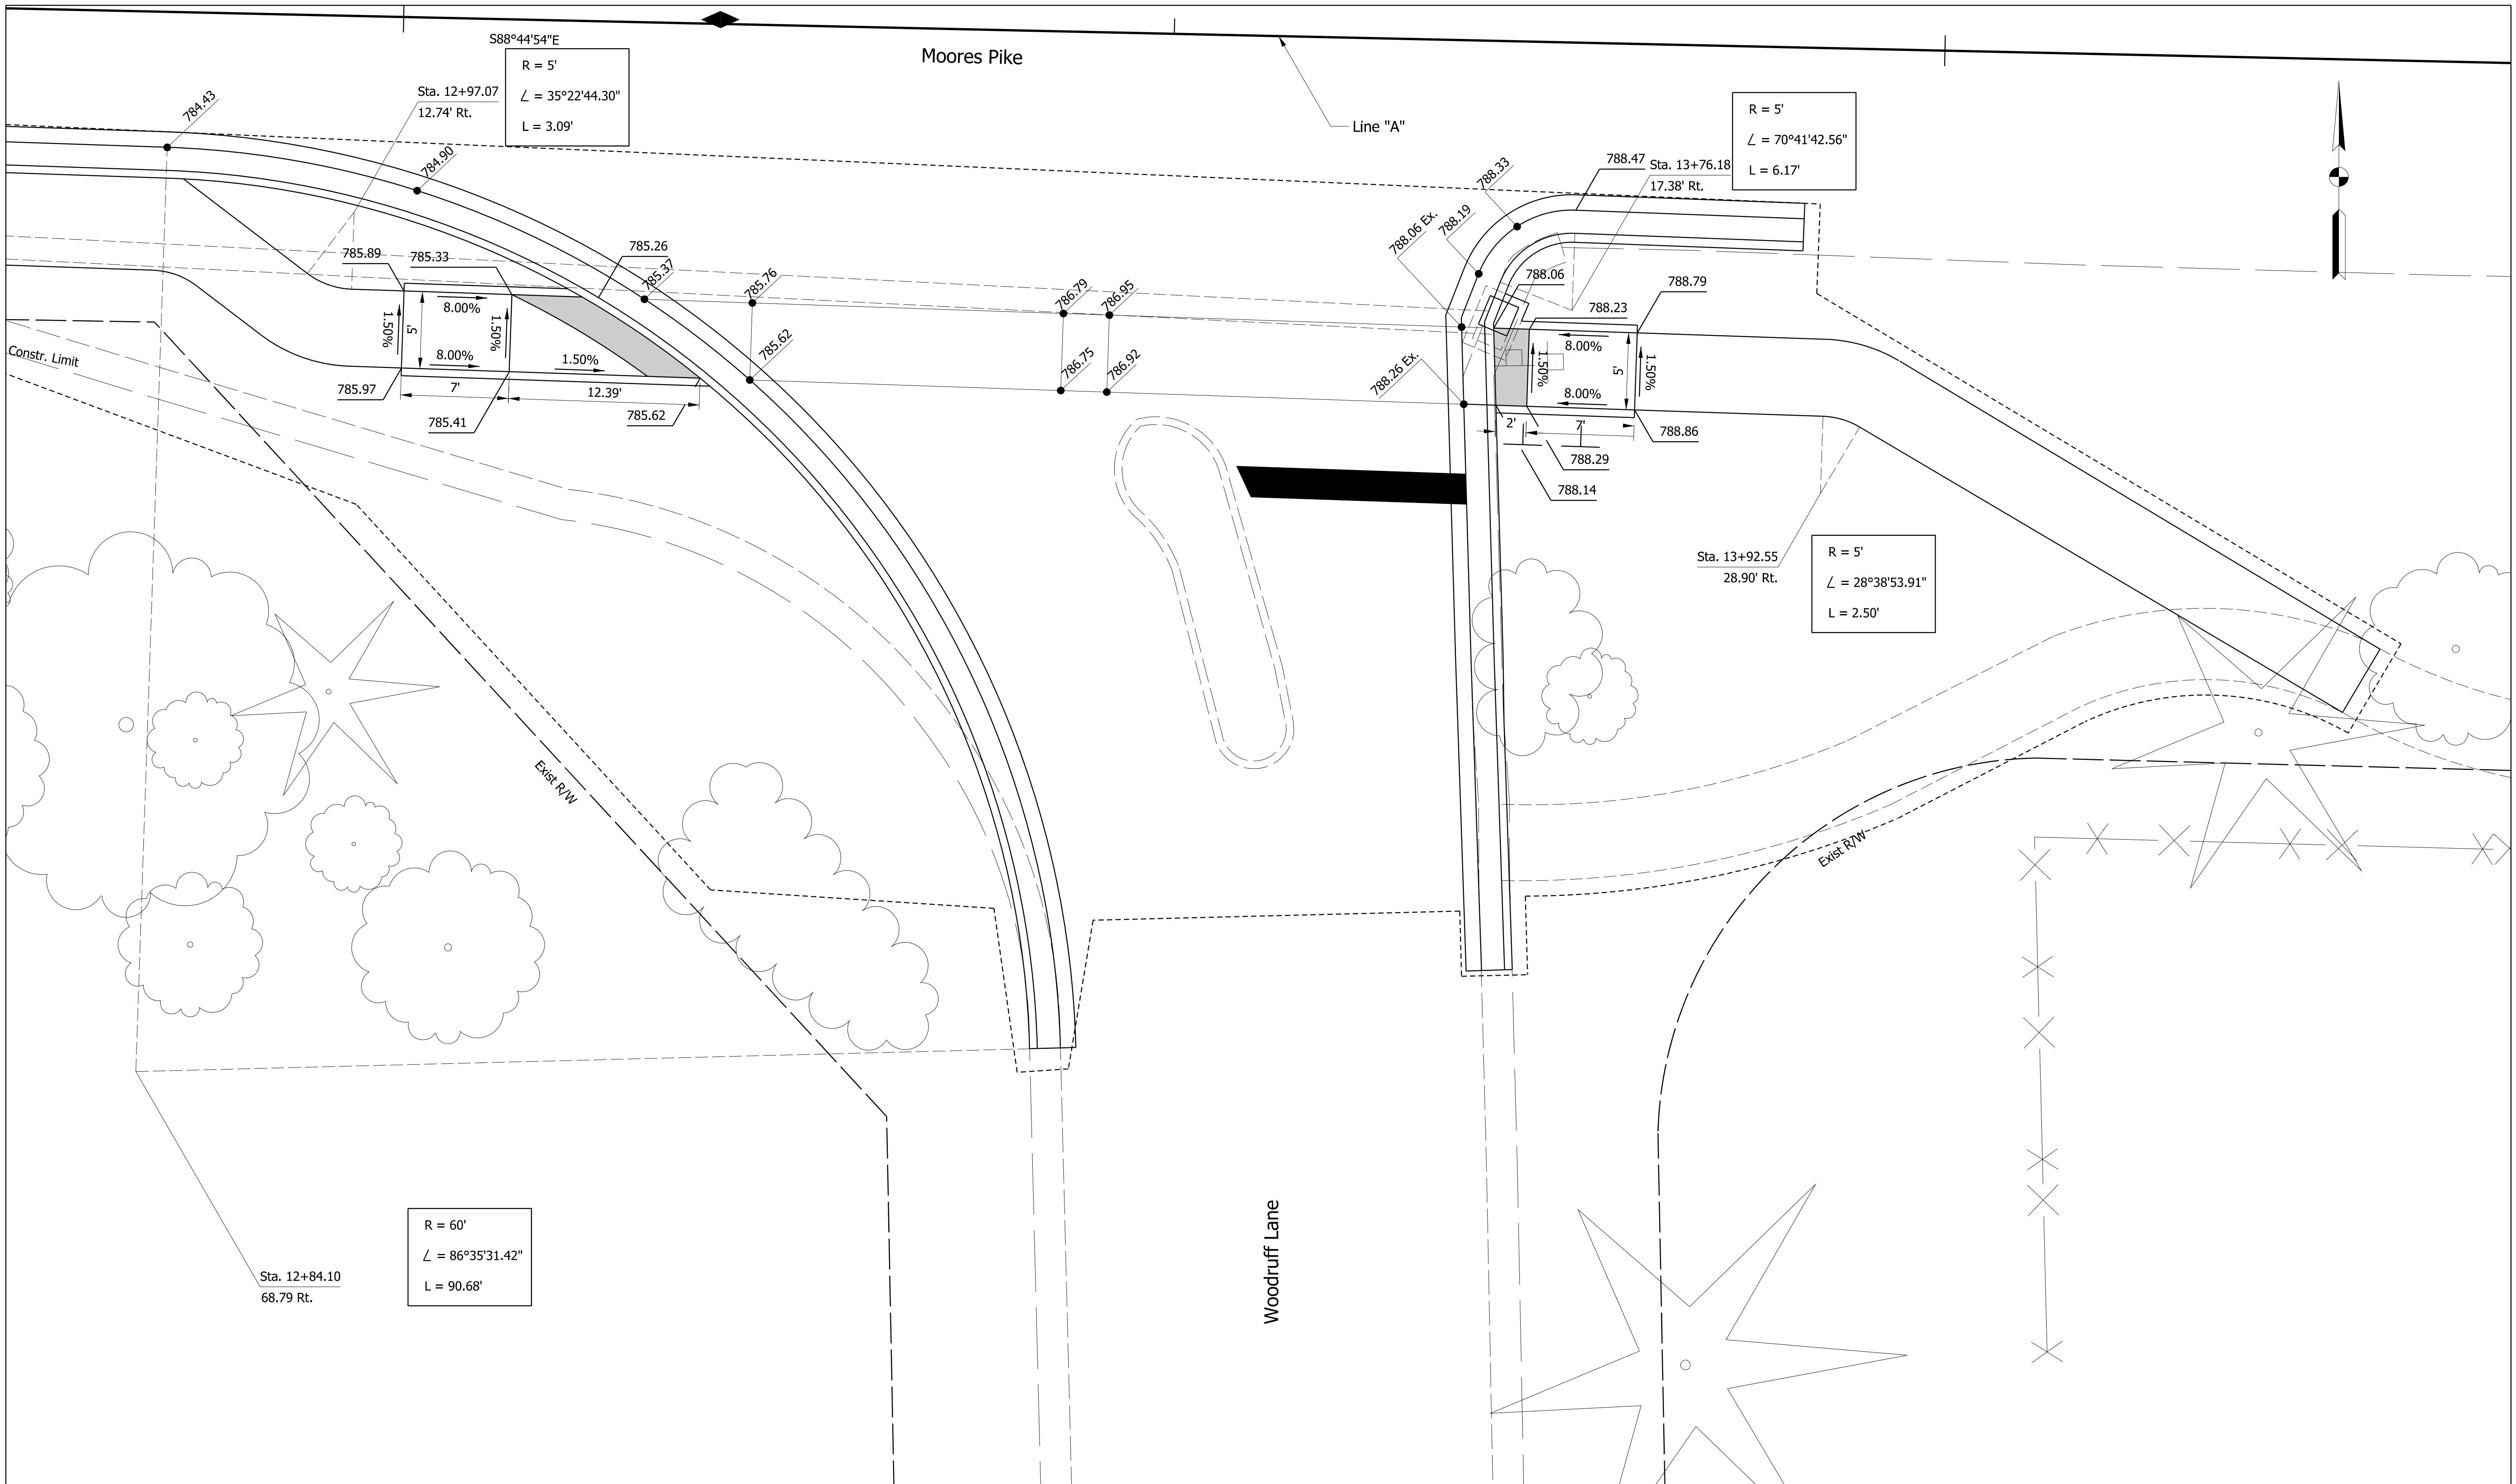 S88°44'54"E
Moores Pike
R = 5'
∠ = 35°22'44.30"
L = 3.09'
Sta. 12+97.07
12.74' Rt.
784.43
784.90
Line "A"
R = 5'
∠ = 70°41'42.56"
L = 6.17'
788.47
Sta. 13+76.18
17.38' Rt.
788.33
788.19
788.06 Ex.
785.89
785.33
785.26
785.37
785.76
786.79
786.95
788.06
788.79
788.23
8.00%
1.50%
5'
1.50%
8.00%
1.50%
785.62
786.75
786.92
788.26 Ex.
8.00%
1.50%
5'
1.50%
8.00%
Constr. Limit
785.97
7'
12.39'
785.41
785.62
2'
7'
788.86
788.29
788.14
Sta. 13+92.55
28.90' Rt.
R = 5'
∠ = 28°38'53.91"
L = 2.50'
Exist R/W
Exist R/W
Woodruff Lane
Sta. 12+84.10
68.79 Rt.
R = 60'
∠ = 86°35'31.42"
L = 90.68'